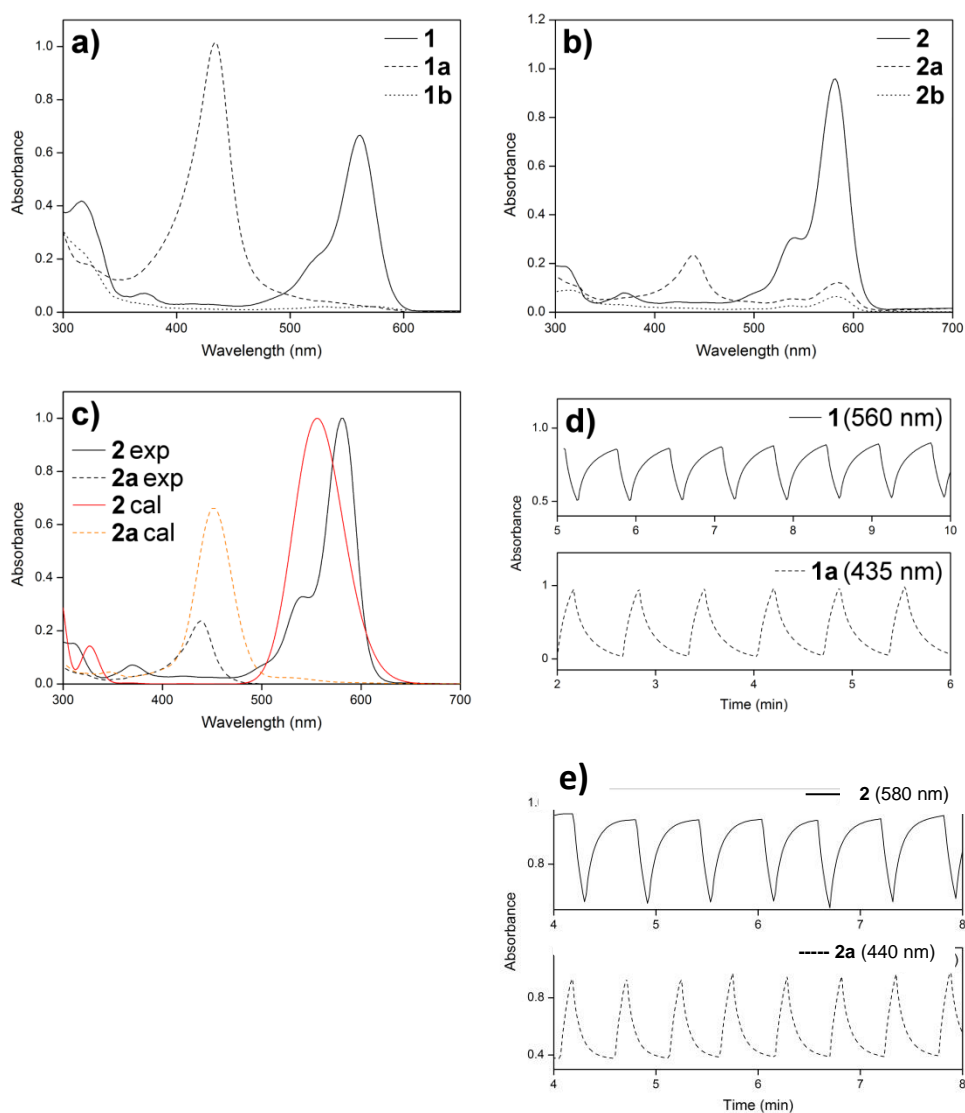 a)
1
1a
1b
1.0
0.8
0.6
0.4
0.2
0.0
Absorbance
300 400 500 600
Wavelength (nm)
b)
2
2a
2b
1.2
1.0
0.8
0.6
0.4
0.2
0.0
Absorbance
300 400 500 600 700
Wavelength (nm)
c)
2 exp
2a exp
2 cal
2a cal
1.0
0.8
0.6
0.4
0.2
0.0
Absorbance
300 400 500 600 700
Wavelength (nm)
d)
1 (560 nm)
1.0
0.5
5 6 7 8 9 10
Absorbance
1a (435 nm)
1
0
2 3 4 5 6
Time (min)
e)
2 (580 nm)
0.8
4 5 6 7 8
Absorbance
2a (440 nm)
0.8
0.4
4 5 6 7 8
Time (min)